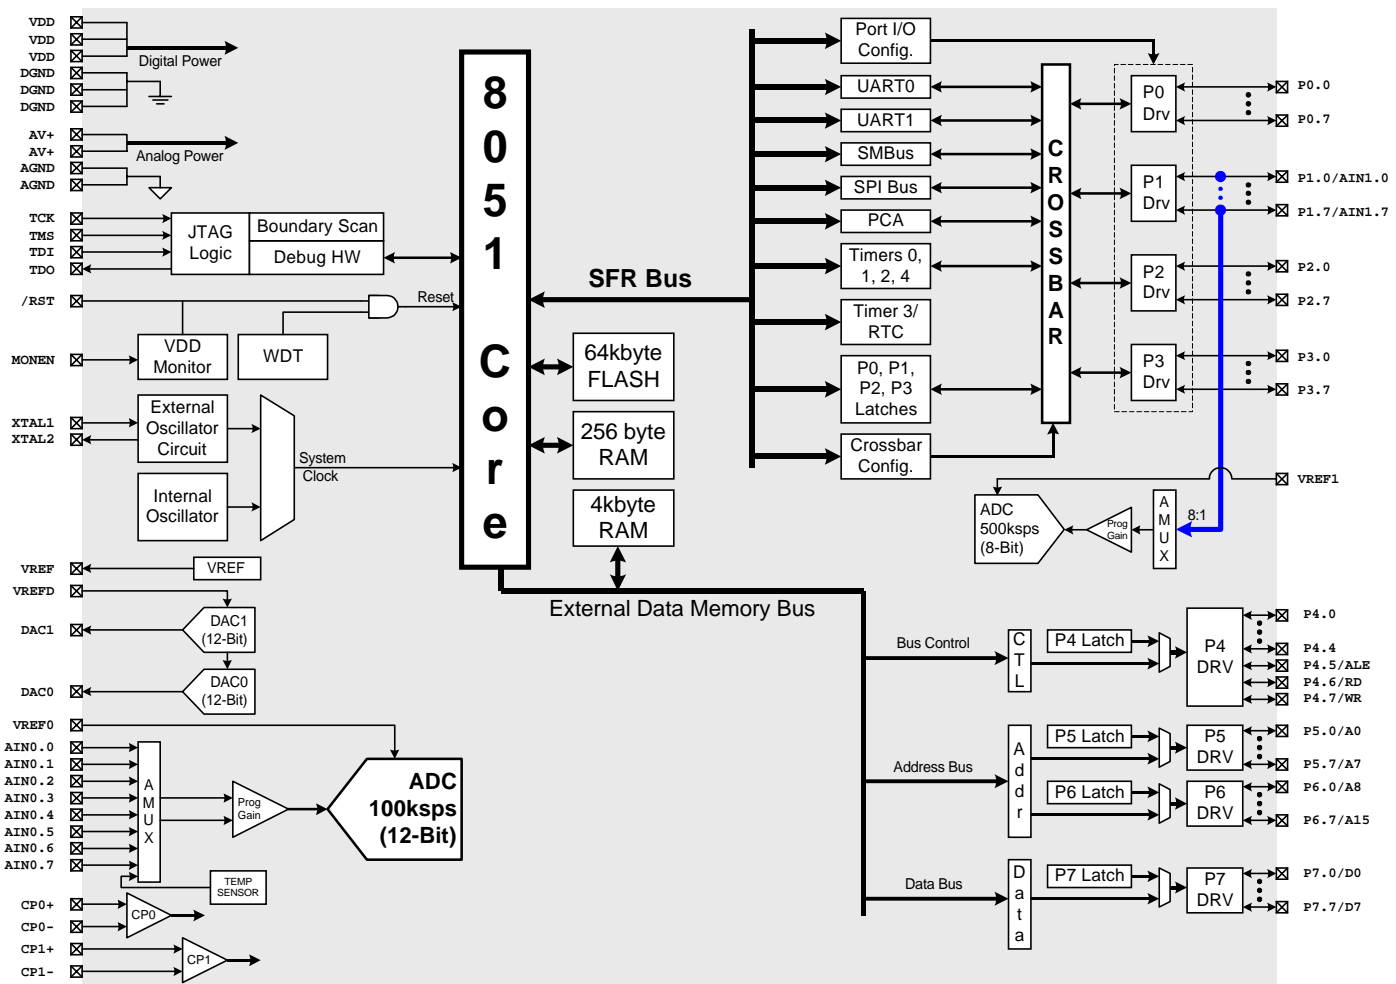 VDD
VDD
VDD
Digital Power
DGND
DGND
DGND
AV+
AV+
Analog Power
AGND
AGND
TCK
TMS
TDI
TDO
JTAG
Logic
Boundary Scan
Debug HW
/RST
Reset
MONEN
VDD
Monitor
WDT
XTAL1
XTAL2
External
Oscillator
Circuit
System
Clock
Internal
Oscillator
VREF
VREF
VREFD
DAC1
DAC1
(12-Bit)
DAC0
DAC0
(12-Bit)
VREF0
AIN0.0
AIN0.1
AIN0.2
AIN0.3
AIN0.4
AIN0.5
AIN0.6
AIN0.7
AMUX
Prog
Gain
ADC
100ksps
(12-Bit)
TEMP
SENSOR
CP0+
CP0-
CP0
CP1+
CP1-
CP1
8051 Core
SFR Bus
64kbyte
FLASH
256 byte
RAM
4kbyte
RAM
External Data Memory Bus
Port I/O
Config.
UART0
UART1
SMBus
SPI Bus
PCA
Timers 0,
1, 2, 4
Timer 3/
RTC
P0, P1,
P2, P3
Latches
Crossbar
Config.
CROSSBAR
P0
Drv
P1
Drv
P2
Drv
P3
Drv
P0.0
P0.7
P1.0/AIN1.0
P1.7/AIN1.7
P2.0
P2.7
P3.0
P3.7
VREF1
ADC
500ksps
(8-Bit)
Prog
Gain
AMUX
8:1
Bus Control
CTL
P4 Latch
P4
DRV
P4.0
P4.4
P4.5/ALE
P4.6/RD
P4.7/WR
Address Bus
Addr
P5 Latch
P5
DRV
P5.0/A0
P5.7/A7
P6 Latch
P6
DRV
P6.0/A8
P6.7/A15
Data Bus
Data
P7 Latch
P7
DRV
P7.0/D0
P7.7/D7